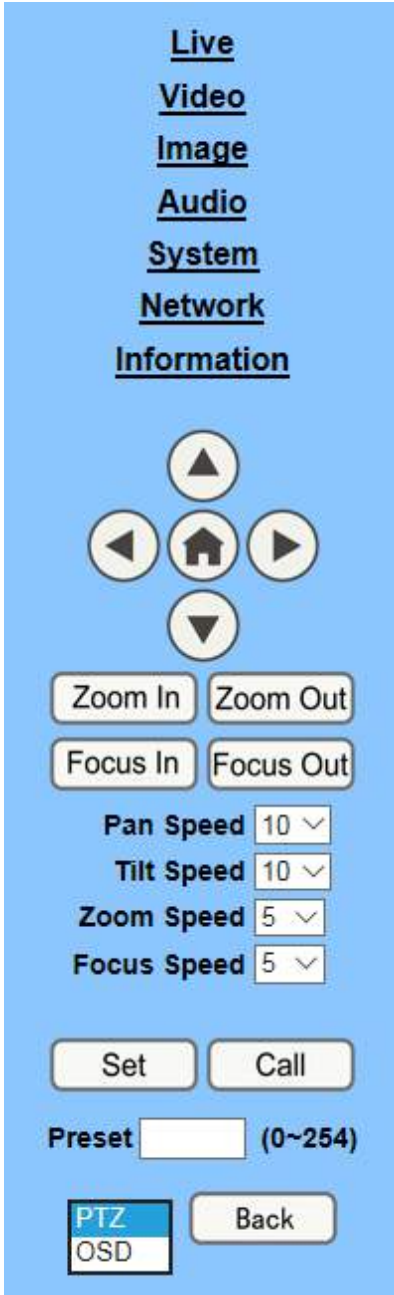 Live
Video
Image
Audio
System
Network
Information
Zoom In Zoom Out
Focus In Focus Out
Pan Speed 10
Tilt Speed 10
Zoom Speed 5
Focus Speed 5
Set Call
Preset (0~254)
PTZ Back
OSD